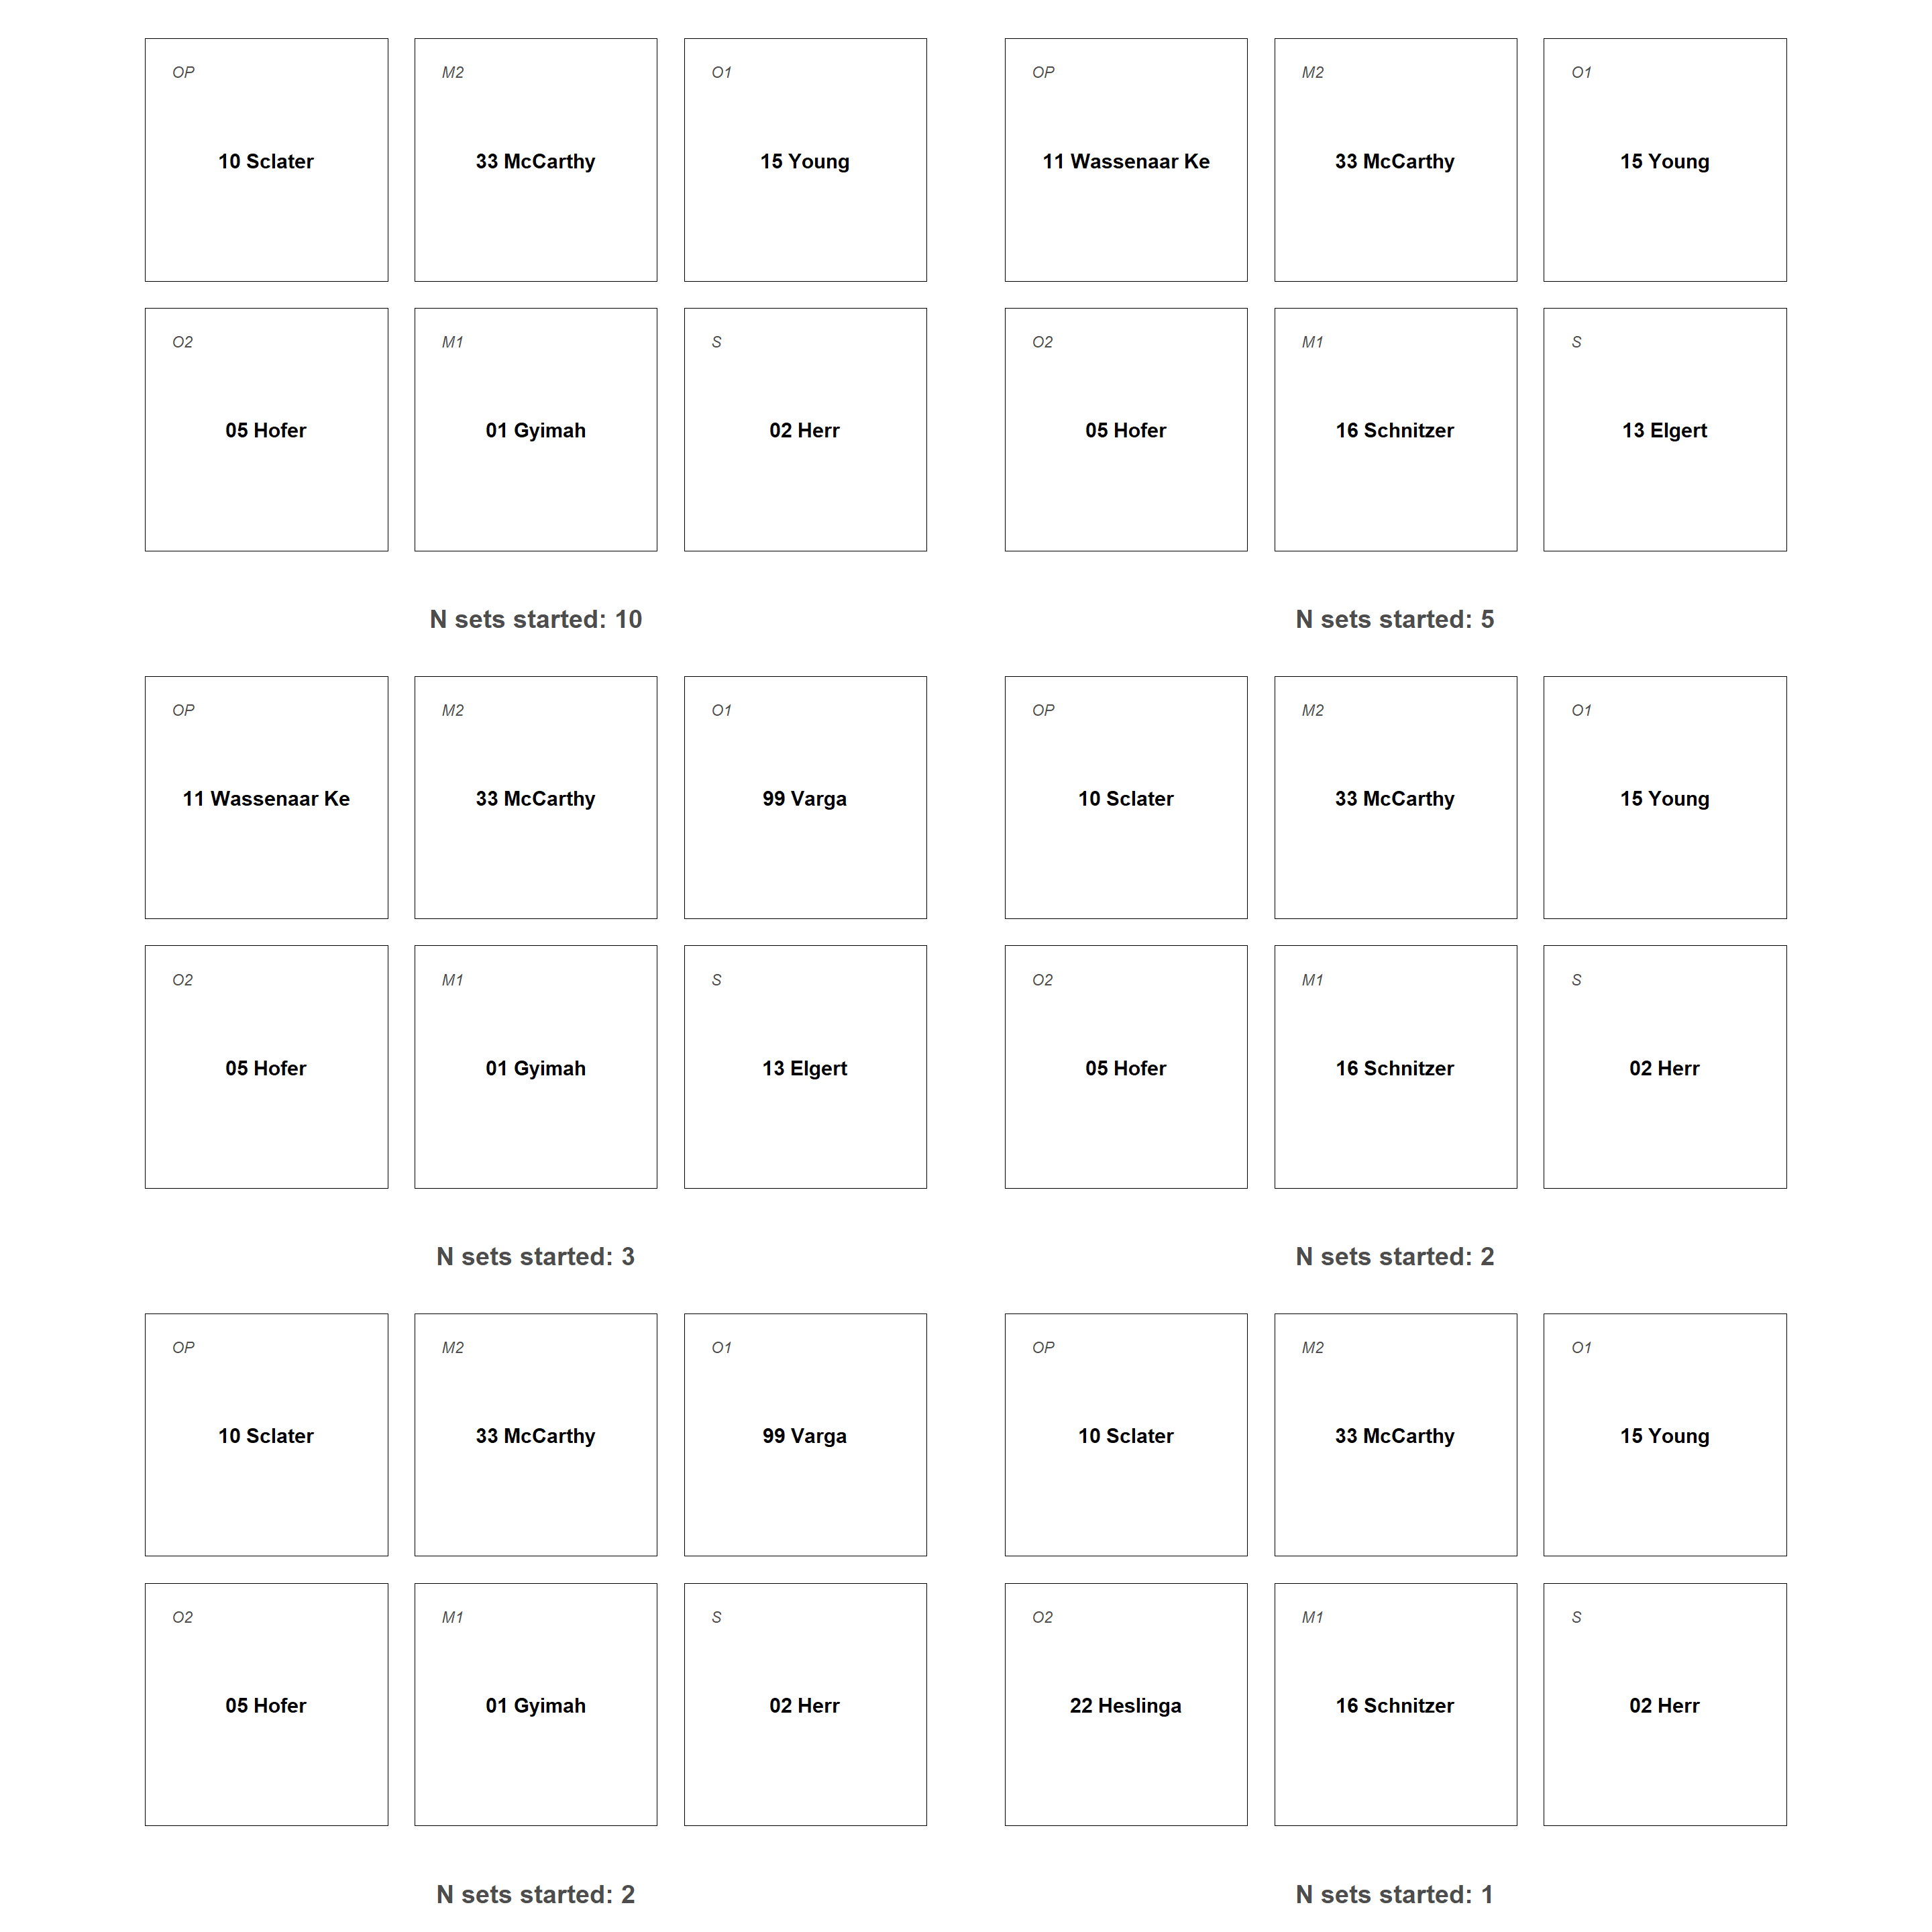 OP M2 O1
10 Sclater 33 McCarthy 15 Young
O2 M1 S
05 Hofer 01 Gyimah 02 Herr
N sets started: 10
OP M2 O1
11 Wassenaar Ke 33 McCarthy 15 Young
O2 M1 S
05 Hofer 16 Schnitzer 13 Elgert
N sets started: 5
OP M2 O1
11 Wassenaar Ke 33 McCarthy 99 Varga
O2 M1 S
05 Hofer 01 Gyimah 13 Elgert
N sets started: 3
OP M2 O1
10 Sclater 33 McCarthy 15 Young
O2 M1 S
05 Hofer 16 Schnitzer 02 Herr
N sets started: 2
OP M2 O1
10 Sclater 33 McCarthy 99 Varga
O2 M1 S
05 Hofer 01 Gyimah 02 Herr
N sets started: 2
OP M2 O1
10 Sclater 33 McCarthy 15 Young
O2 M1 S
22 Heslinga 16 Schnitzer 02 Herr
N sets started: 1